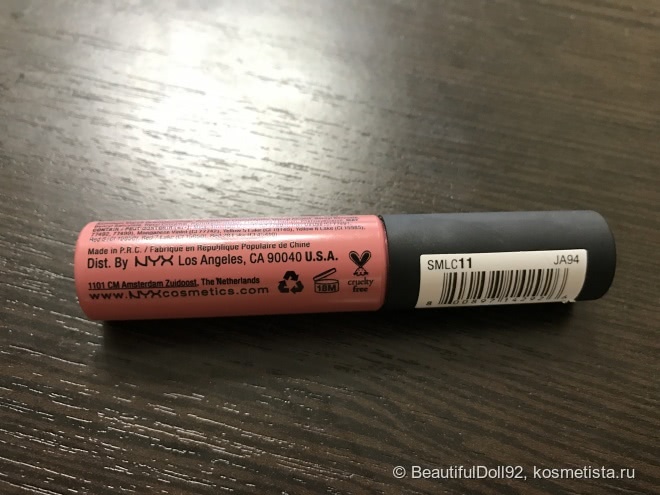 Made in P.R.C. / Fabriqué en République Populaire de Chine
Dist. By NYX Los Angeles, CA 90040 U.S.A.
1101 CM Amsterdam Zuidoost, The Netherlands
www.NYXcosmetics.com
18M
cruelty
free
SMLC11 JA94
© BeautifulDoll92, kosmetista.ru